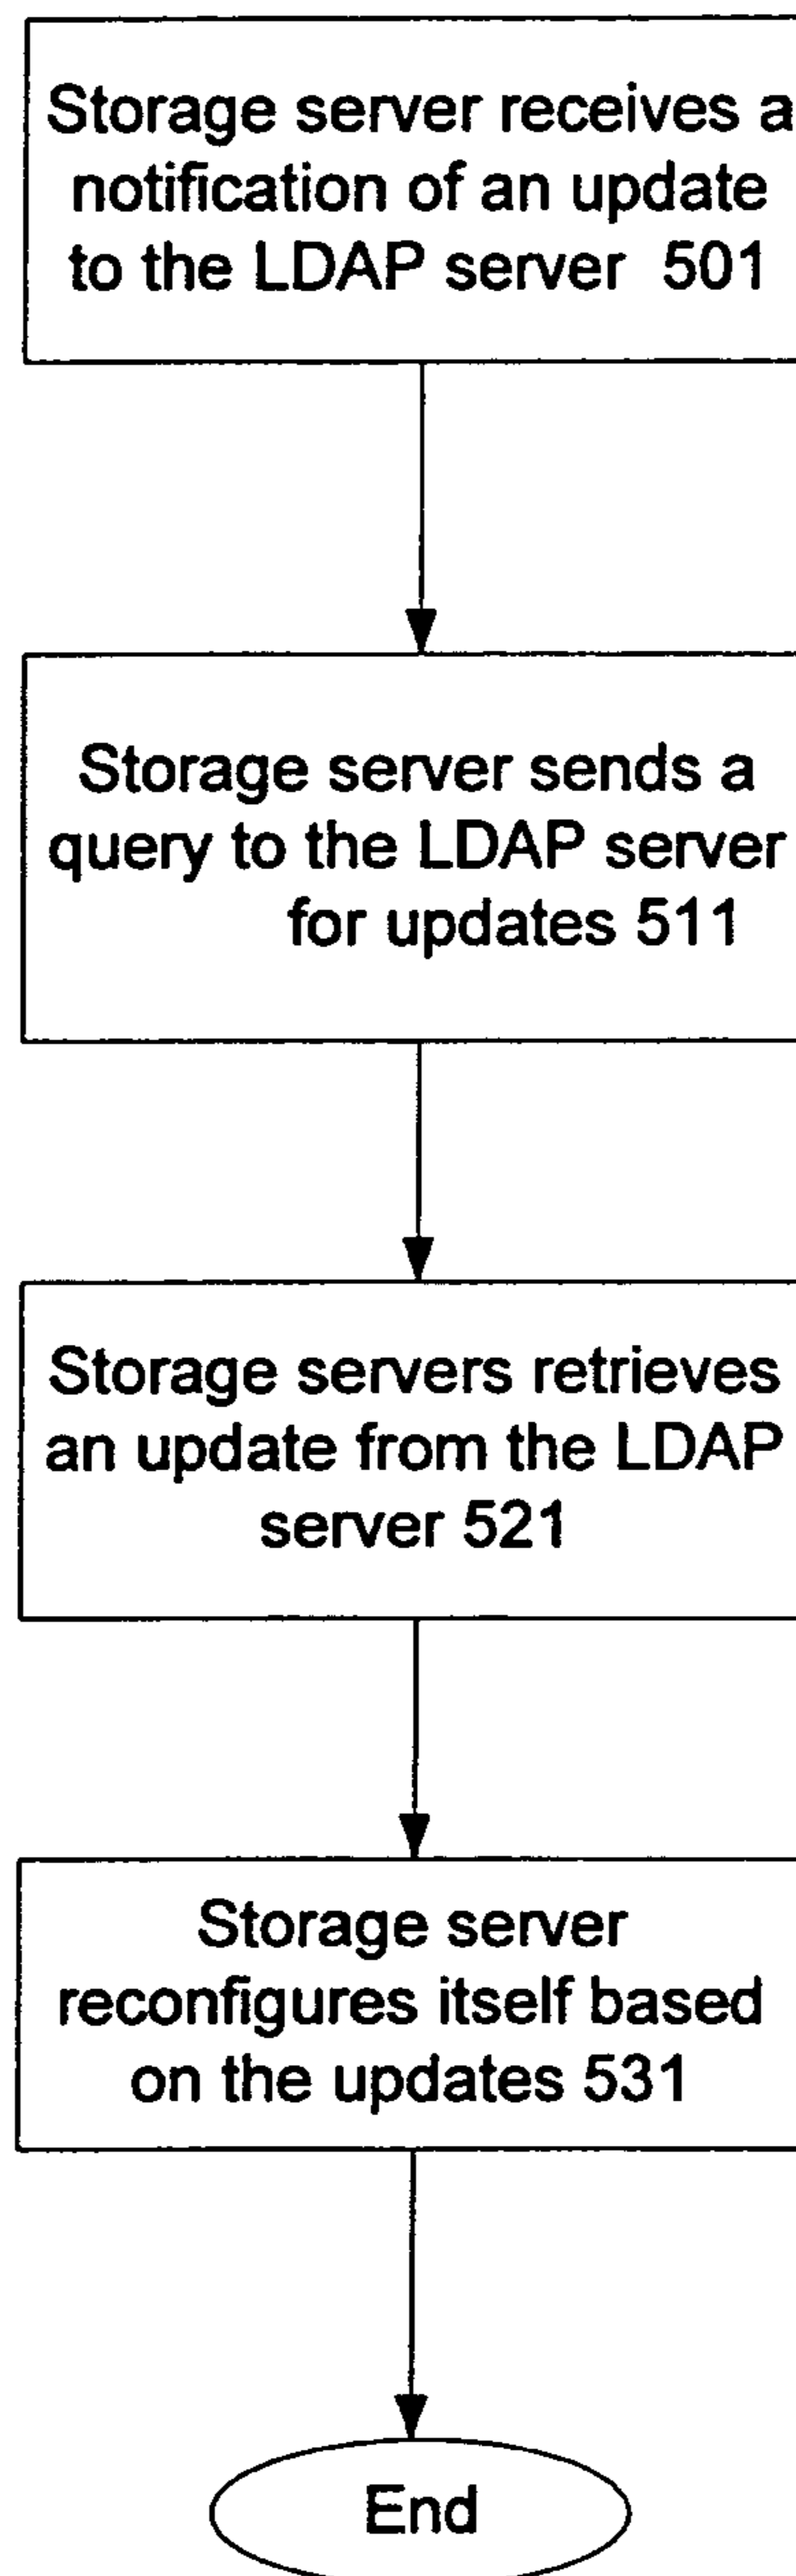 Storage server receives a
notification of an update
to the LDAP server 501
Storage server sends a
query to the LDAP server
for updates 511
Storage servers retrieves
an update from the LDAP
server 521
Storage server
reconfigures itself based
on the updates 531
End